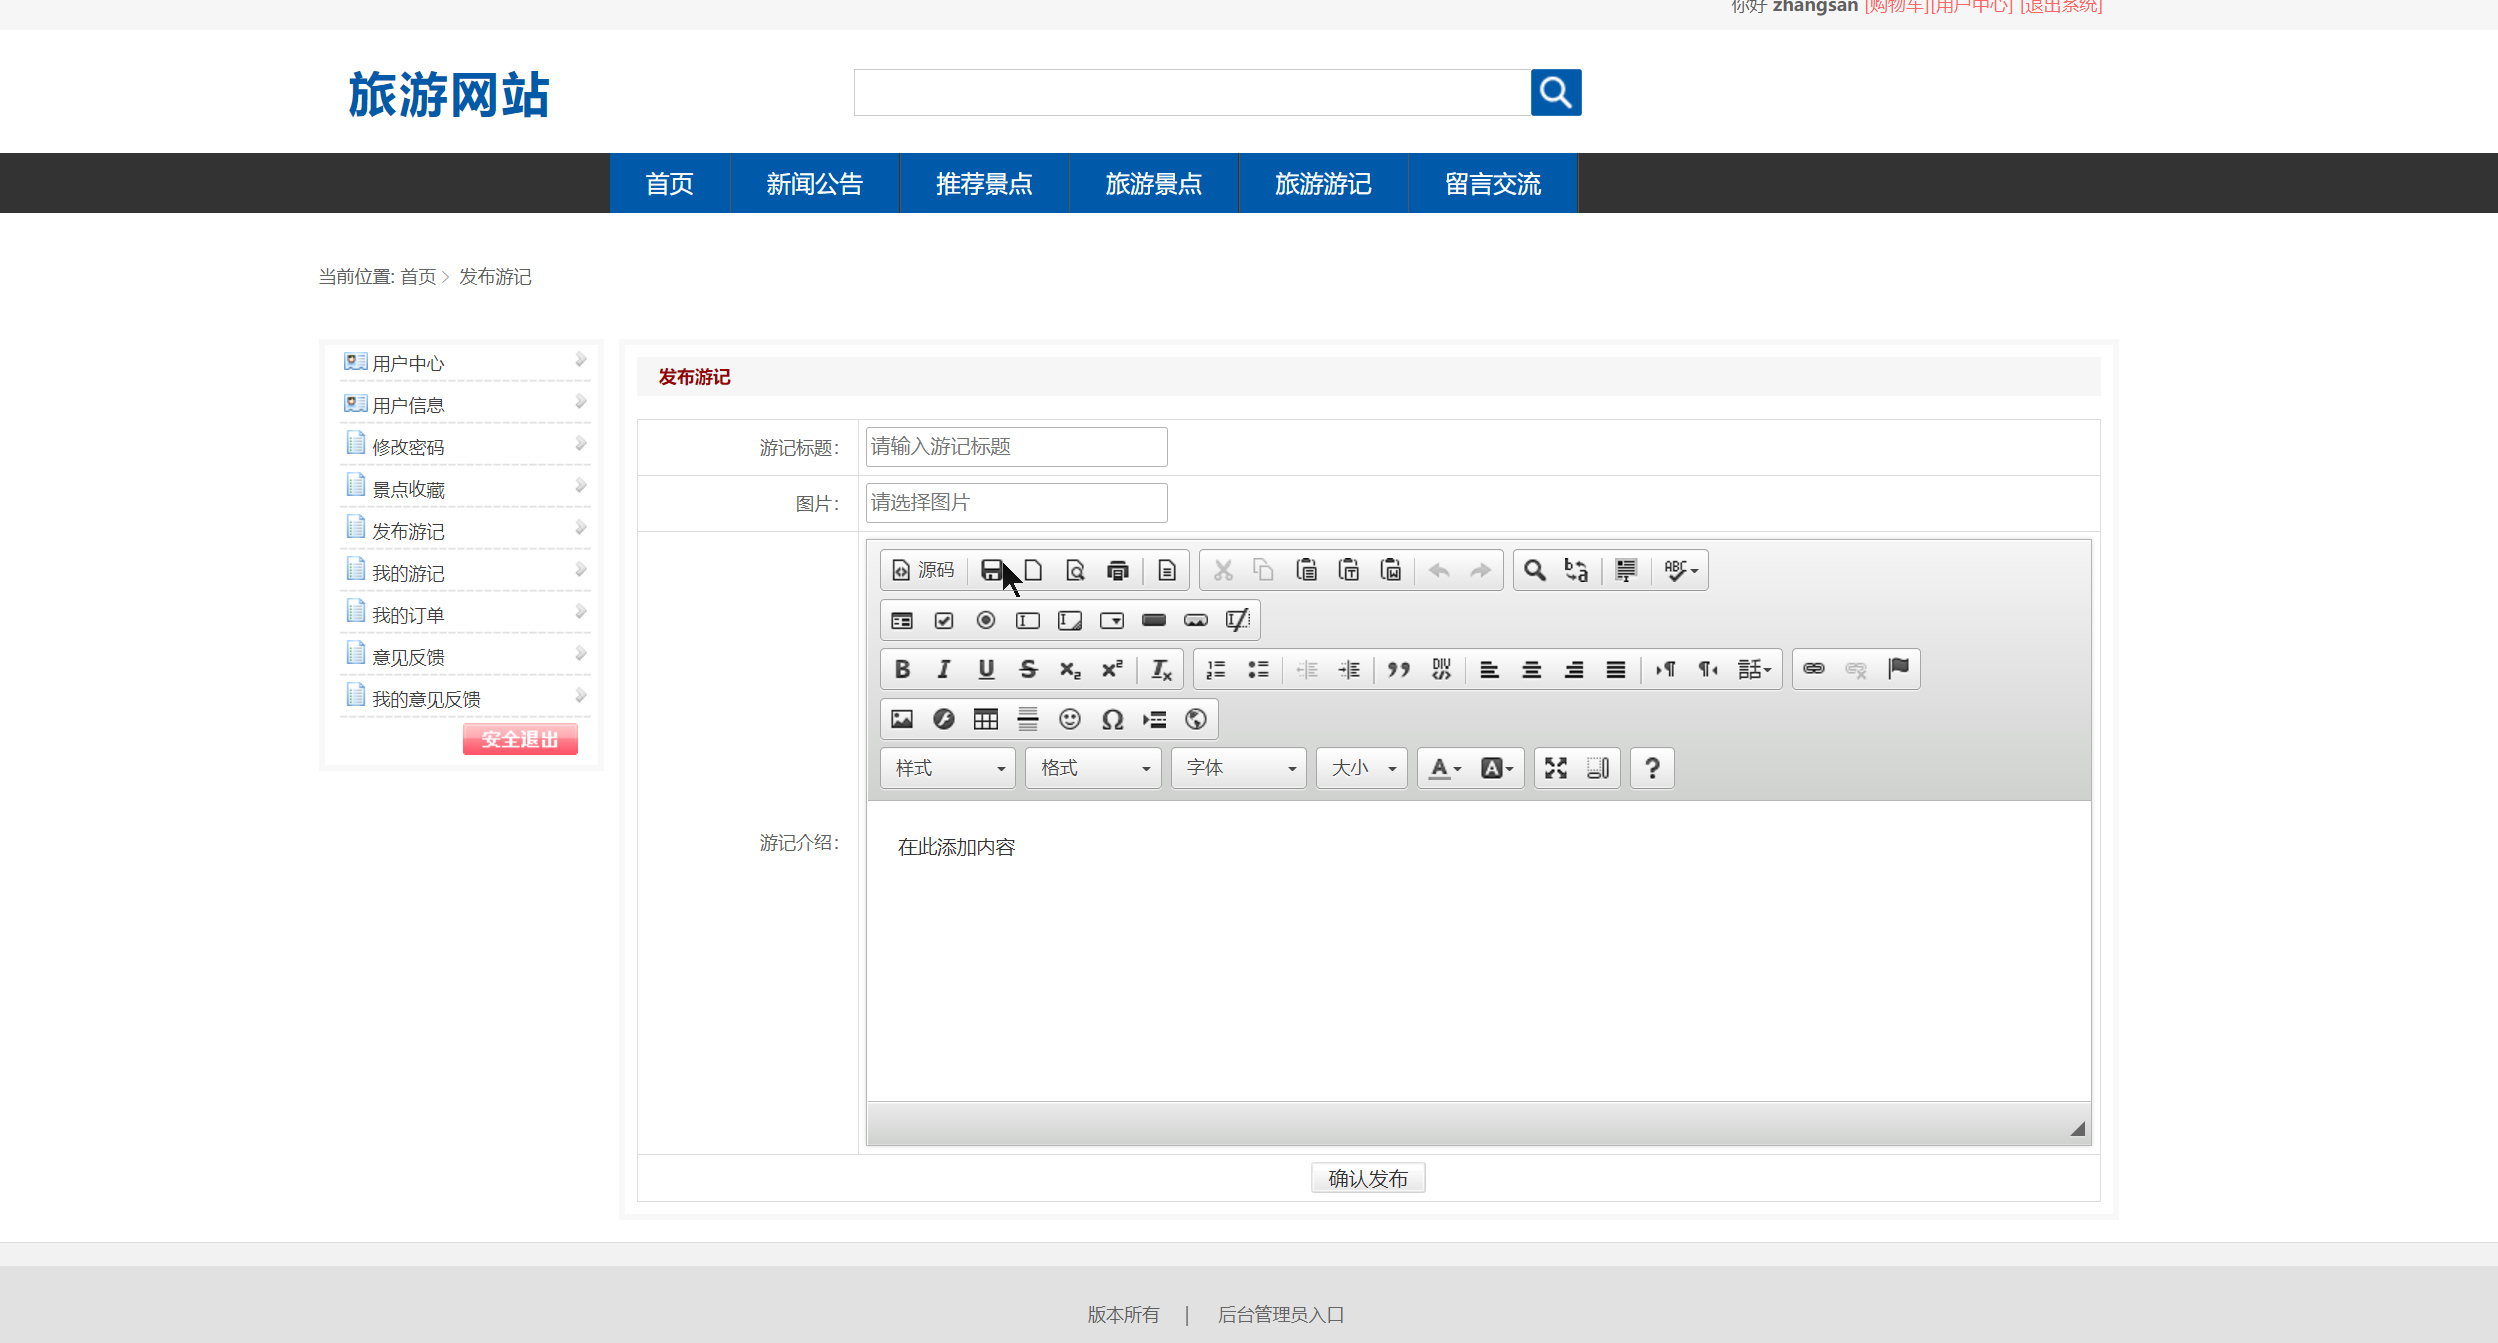 你好 zhangsan [购物车][用户中心] [退出系统]
旅游网站
首页 新闻公告 推荐景点 旅游景点 旅游游记 留言交流
当前位置: 首页 发布游记
用户中心
用户信息
修改密码
景点收藏
发布游记
我的游记
我的订单
意见反馈
我的意见反馈
安全退出
发布游记
游记标题： 请输入游记标题
图片： 请选择图片
源码
样式 格式 字体 大小
游记介绍：
在此添加内容
确认发布
版本所有 | 后台管理员入口